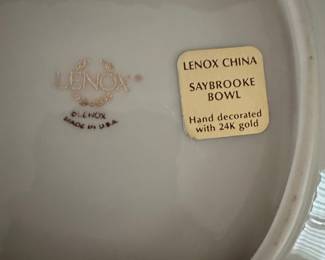 LENOX®
©LENOX
MADE IN U.S.A.
LENOX CHINA
SAYBROOKE
BOWL
Hand decorated
with 24K gold